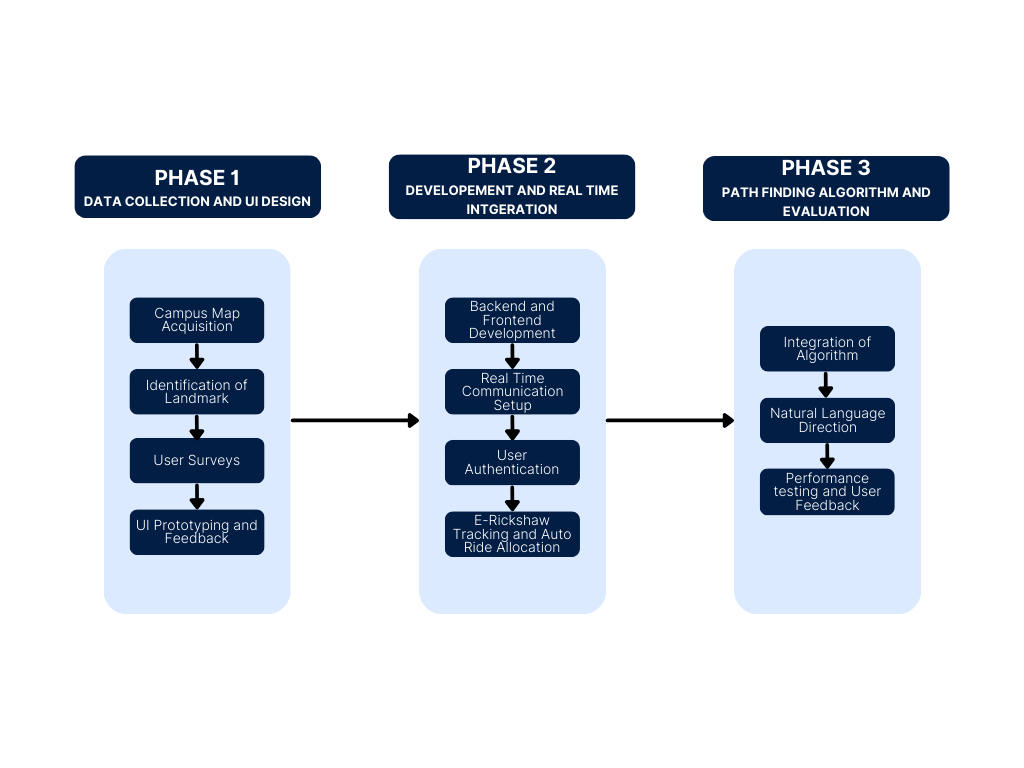 PHASE 1
DATA COLLECTION AND UI DESIGN
Campus Map
Acquisition
Identification of
Landmark
User Surveys
UI Prototyping and
Feedback
PHASE 2
DEVELOPEMENT AND REAL TIME
INTGERATION
Backend and
Frontend
Development
Real Time
Communication
Setup
User
Authentication
E-Rickshaw
Tracking and Auto
Ride Allocation
PHASE 3
PATH FINDING ALGORITHM AND
EVALUATION
Integration of
Algorithm
Natural Language
Direction
Performance
testing and User
Feedback